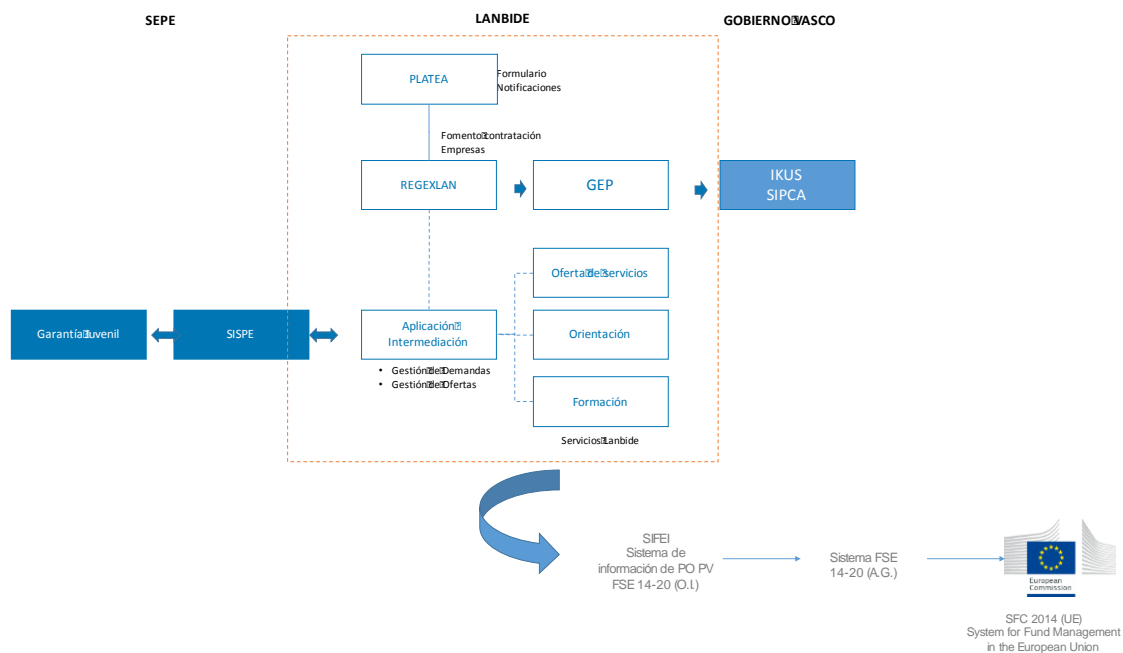 SEPE
LANBIDE
GOBIERNO VASCO
PLATEA
Formulario
Notificaciones
Fomento contratación
Empresas
REGEXLAN
GEP
IKUS
SIPCA
Oferta de servicios
Garantía Juvenil
SISPE
Aplicación
Intermediación
Orientación
• Gestión de Demandas
• Gestión de Ofertas
Formación
Servicios Lanbide
SIFEI
Sistema de
información de PO PV
FSE 14-20 (O.I.)
Sistema FSE
14-20 (A.G.)
European
Commission
SFC 2014 (UE)
System for Fund Management
in the European Union